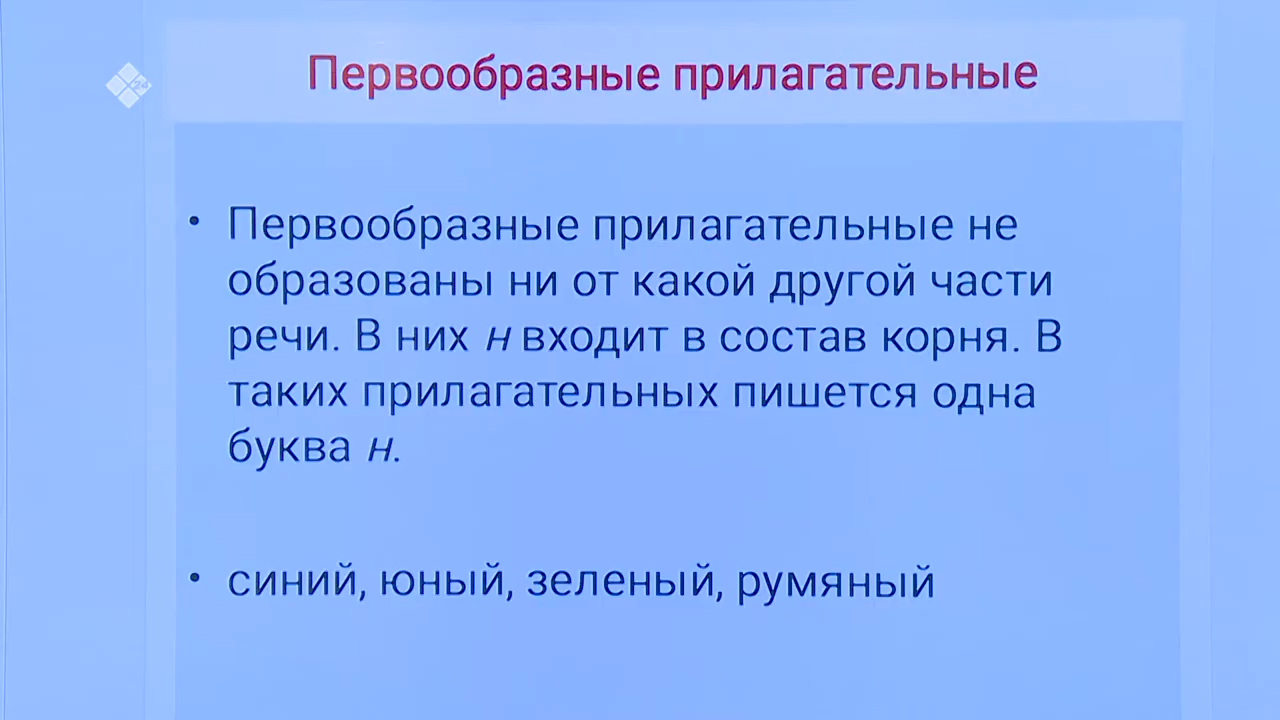 Первообразные прилагательные
• Первообразные прилагательные не
образованы ни от какой другой части
речи. В них н входит в состав корня. В
таких прилагательных пишется одна
буква н.
• синий, юный, зеленый, румяный
24